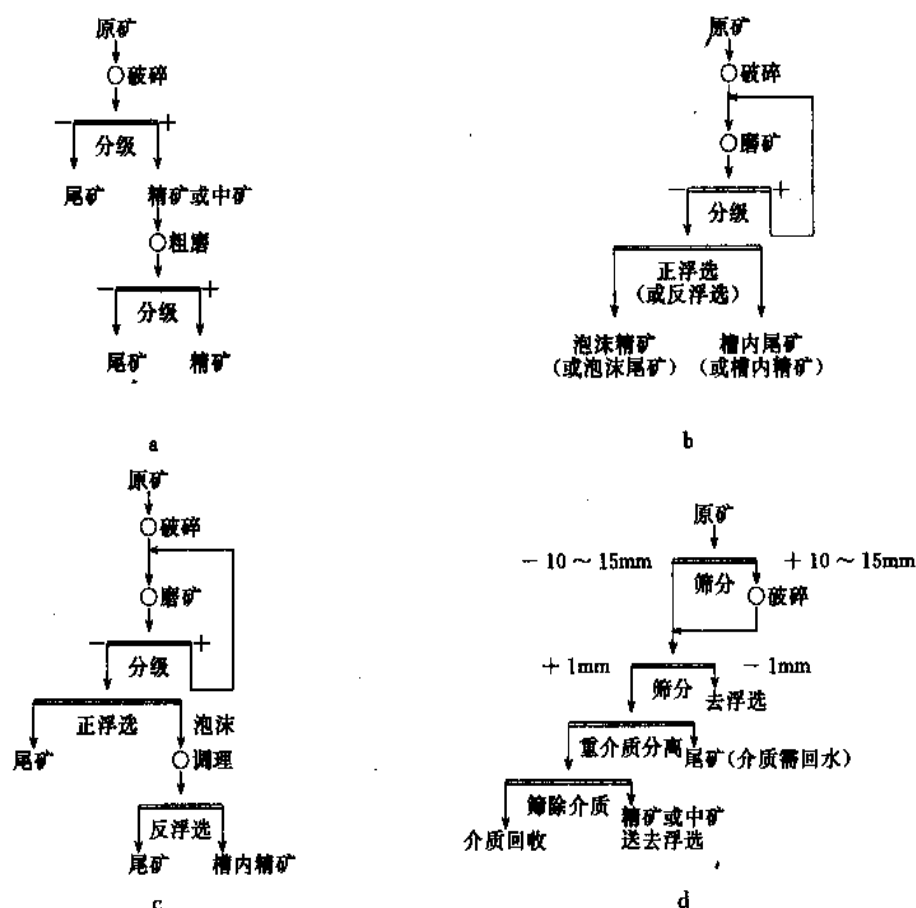 原矿
破碎
− +
分级
尾矿 精矿或中矿
粗磨
− +
分级
尾矿 精矿
a
原矿
破碎
磨矿
− +
分级
正浮选
（或反浮选）
泡沫精矿 槽内尾矿
（或泡沫尾矿） （或槽内精矿）
b
原矿
破碎
磨矿
− +
分级
正浮选 泡沫
尾矿 调理
反浮选
尾矿 槽内精矿
c
原矿
− 10 ～ 15mm + 10 ～ 15mm
筛分 破碎
+ 1mm − 1mm
筛分 去浮选
重介质分离 尾矿(介质需回水)
筛除介质 精矿或中矿
介质回收 送去浮选
d